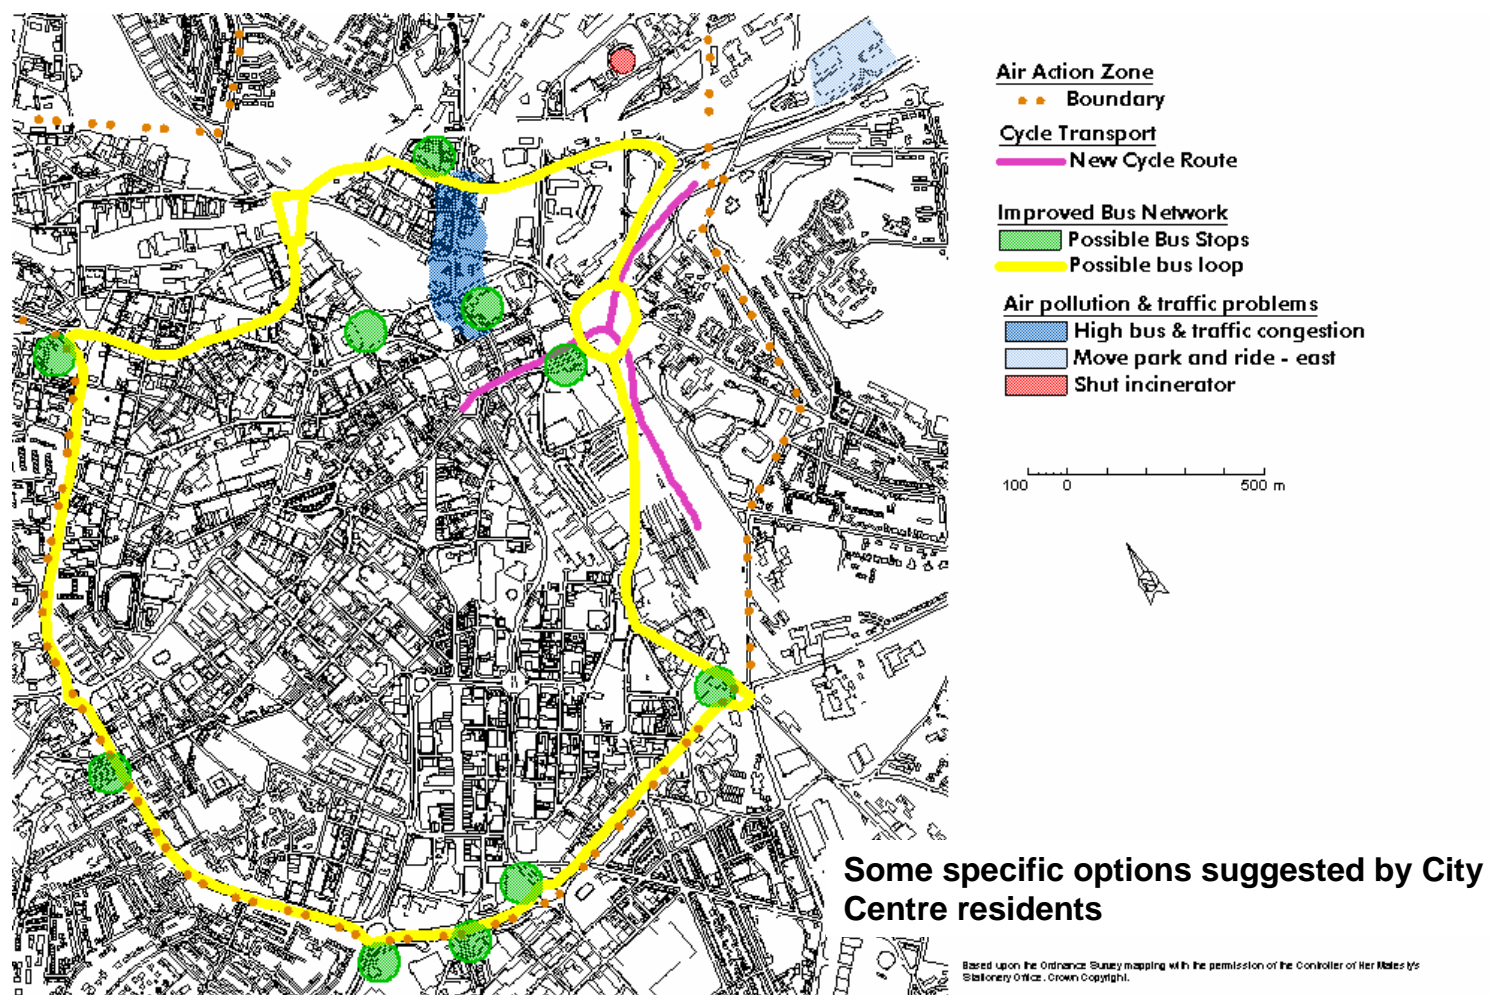 Air Action Zone
Boundary
Cycle Transport
New Cycle Route
Improved Bus Network
Possible Bus Stops
Possible bus loop
Air pollution & traffic problems
High bus & traffic congestion
Move park and ride - east
Shut incinerator
100 0 500 m
Some specific options suggested by City
Centre residents
Based upon the Ordnance Survey mapping with the permission of the Controller of Her Majesty's
Stationery Office. Crown Copyright.